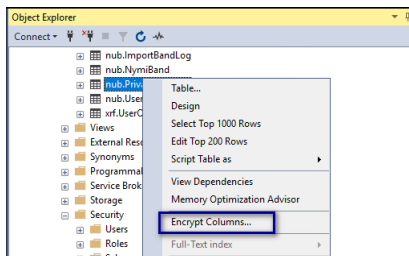 Object Explorer
Connect
nub.ImportBandLog
nub.NymiBand
nub.Priv
nub.User
xrf.UserC
Views
External Reso
Synonyms
Programmab
Service Brok
Storage
Security
Users
Roles
Table...
Design
Select Top 1000 Rows
Edit Top 200 Rows
Script Table as
View Dependencies
Memory Optimization Advisor
Encrypt Columns...
Full-Text index